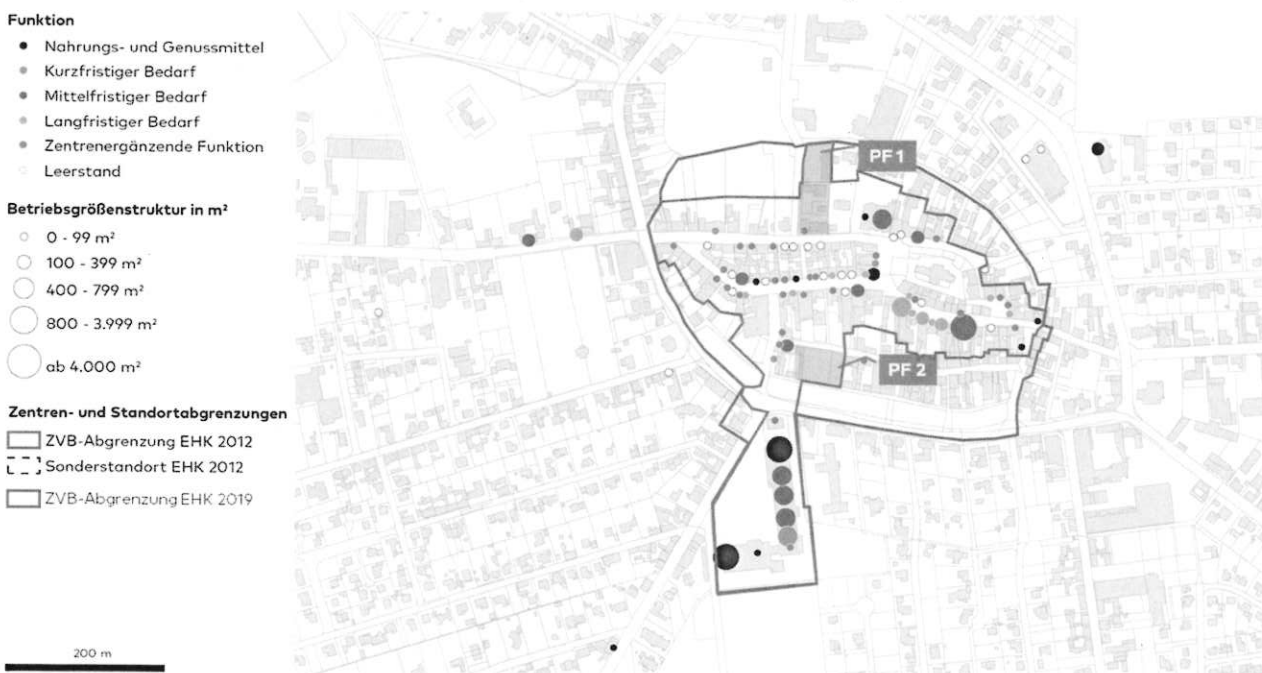 Funktion
Nahrungs- und Genussmittel
Kurzfristiger Bedarf
Mittelfristiger Bedarf
Langfristiger Bedarf
Zentrenergänzende Funktion
Leerstand
Betriebsgrößenstruktur in m²
0 - 99 m²
100 - 399 m²
400 - 799 m²
800 - 3.999 m²
ab 4.000 m²
Zentren- und Standortabgrenzungen
ZVB-Abgrenzung EHK 2012
Sonderstandort EHK 2012
ZVB-Abgrenzung EHK 2019
200 m
PF 1
PF 2